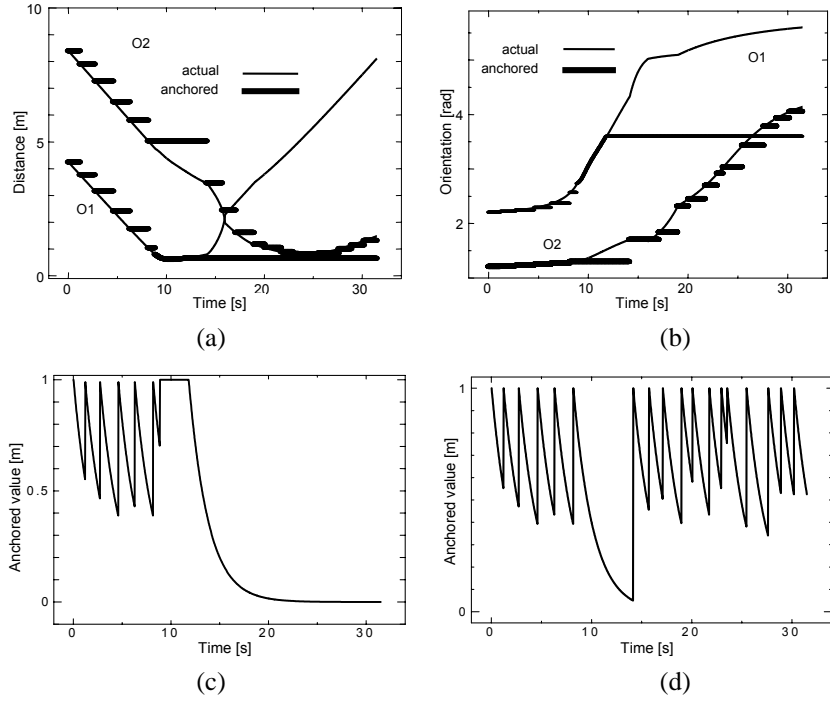 10
O2
actual
anchored
5
O1
0
Distance [m]
0 10 20 30
Time [s]
(a)
6
actual
anchored
O1
4
O2
2
Orientation [rad]
0 10 20 30
Time [s]
(b)
1
0.5
0
Anchored value [m]
0 10 20 30
Time [s]
(c)
1
0
Anchored value [m]
0 10 20 30
Time [s]
(d)